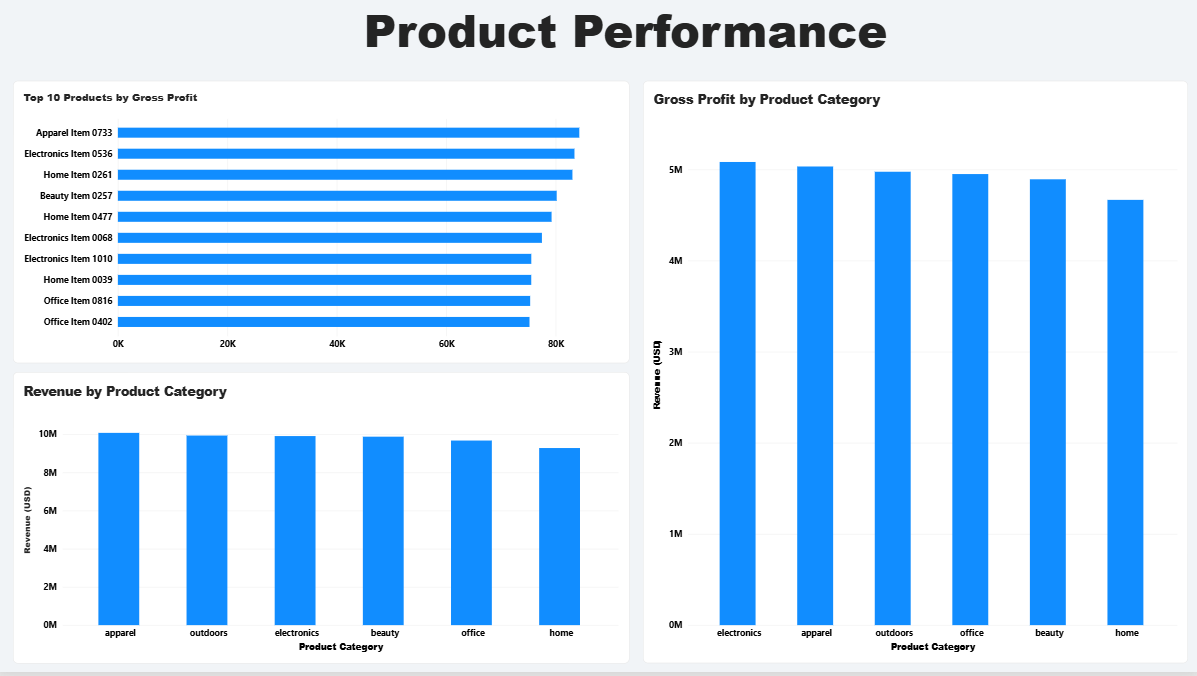 Product Performance
Top 10 Products by Gross Profit
Apparel Item 0733
Electronics Item 0536
Home Item 0261
Beauty Item 0257
Home Item 0477
Electronics Item 0068
Electronics Item 1010
Home Item 0039
Office Item 0816
Office Item 0402
0K 20K 40K 60K 80K
Revenue by Product Category
Revenue (USD)
10M
8M
6M
4M
2M
0M
apparel outdoors electronics beauty office home
Product Category
Gross Profit by Product Category
Revenue (USD)
5M
4M
3M
2M
1M
0M
electronics apparel outdoors office beauty home
Product Category